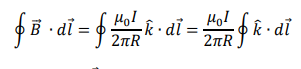 ∮ B⃗ · dl⃗ = ∮ μ₀I/2πR k̂ · dl⃗ = μ₀I/2πR ∮ k̂ · dl⃗